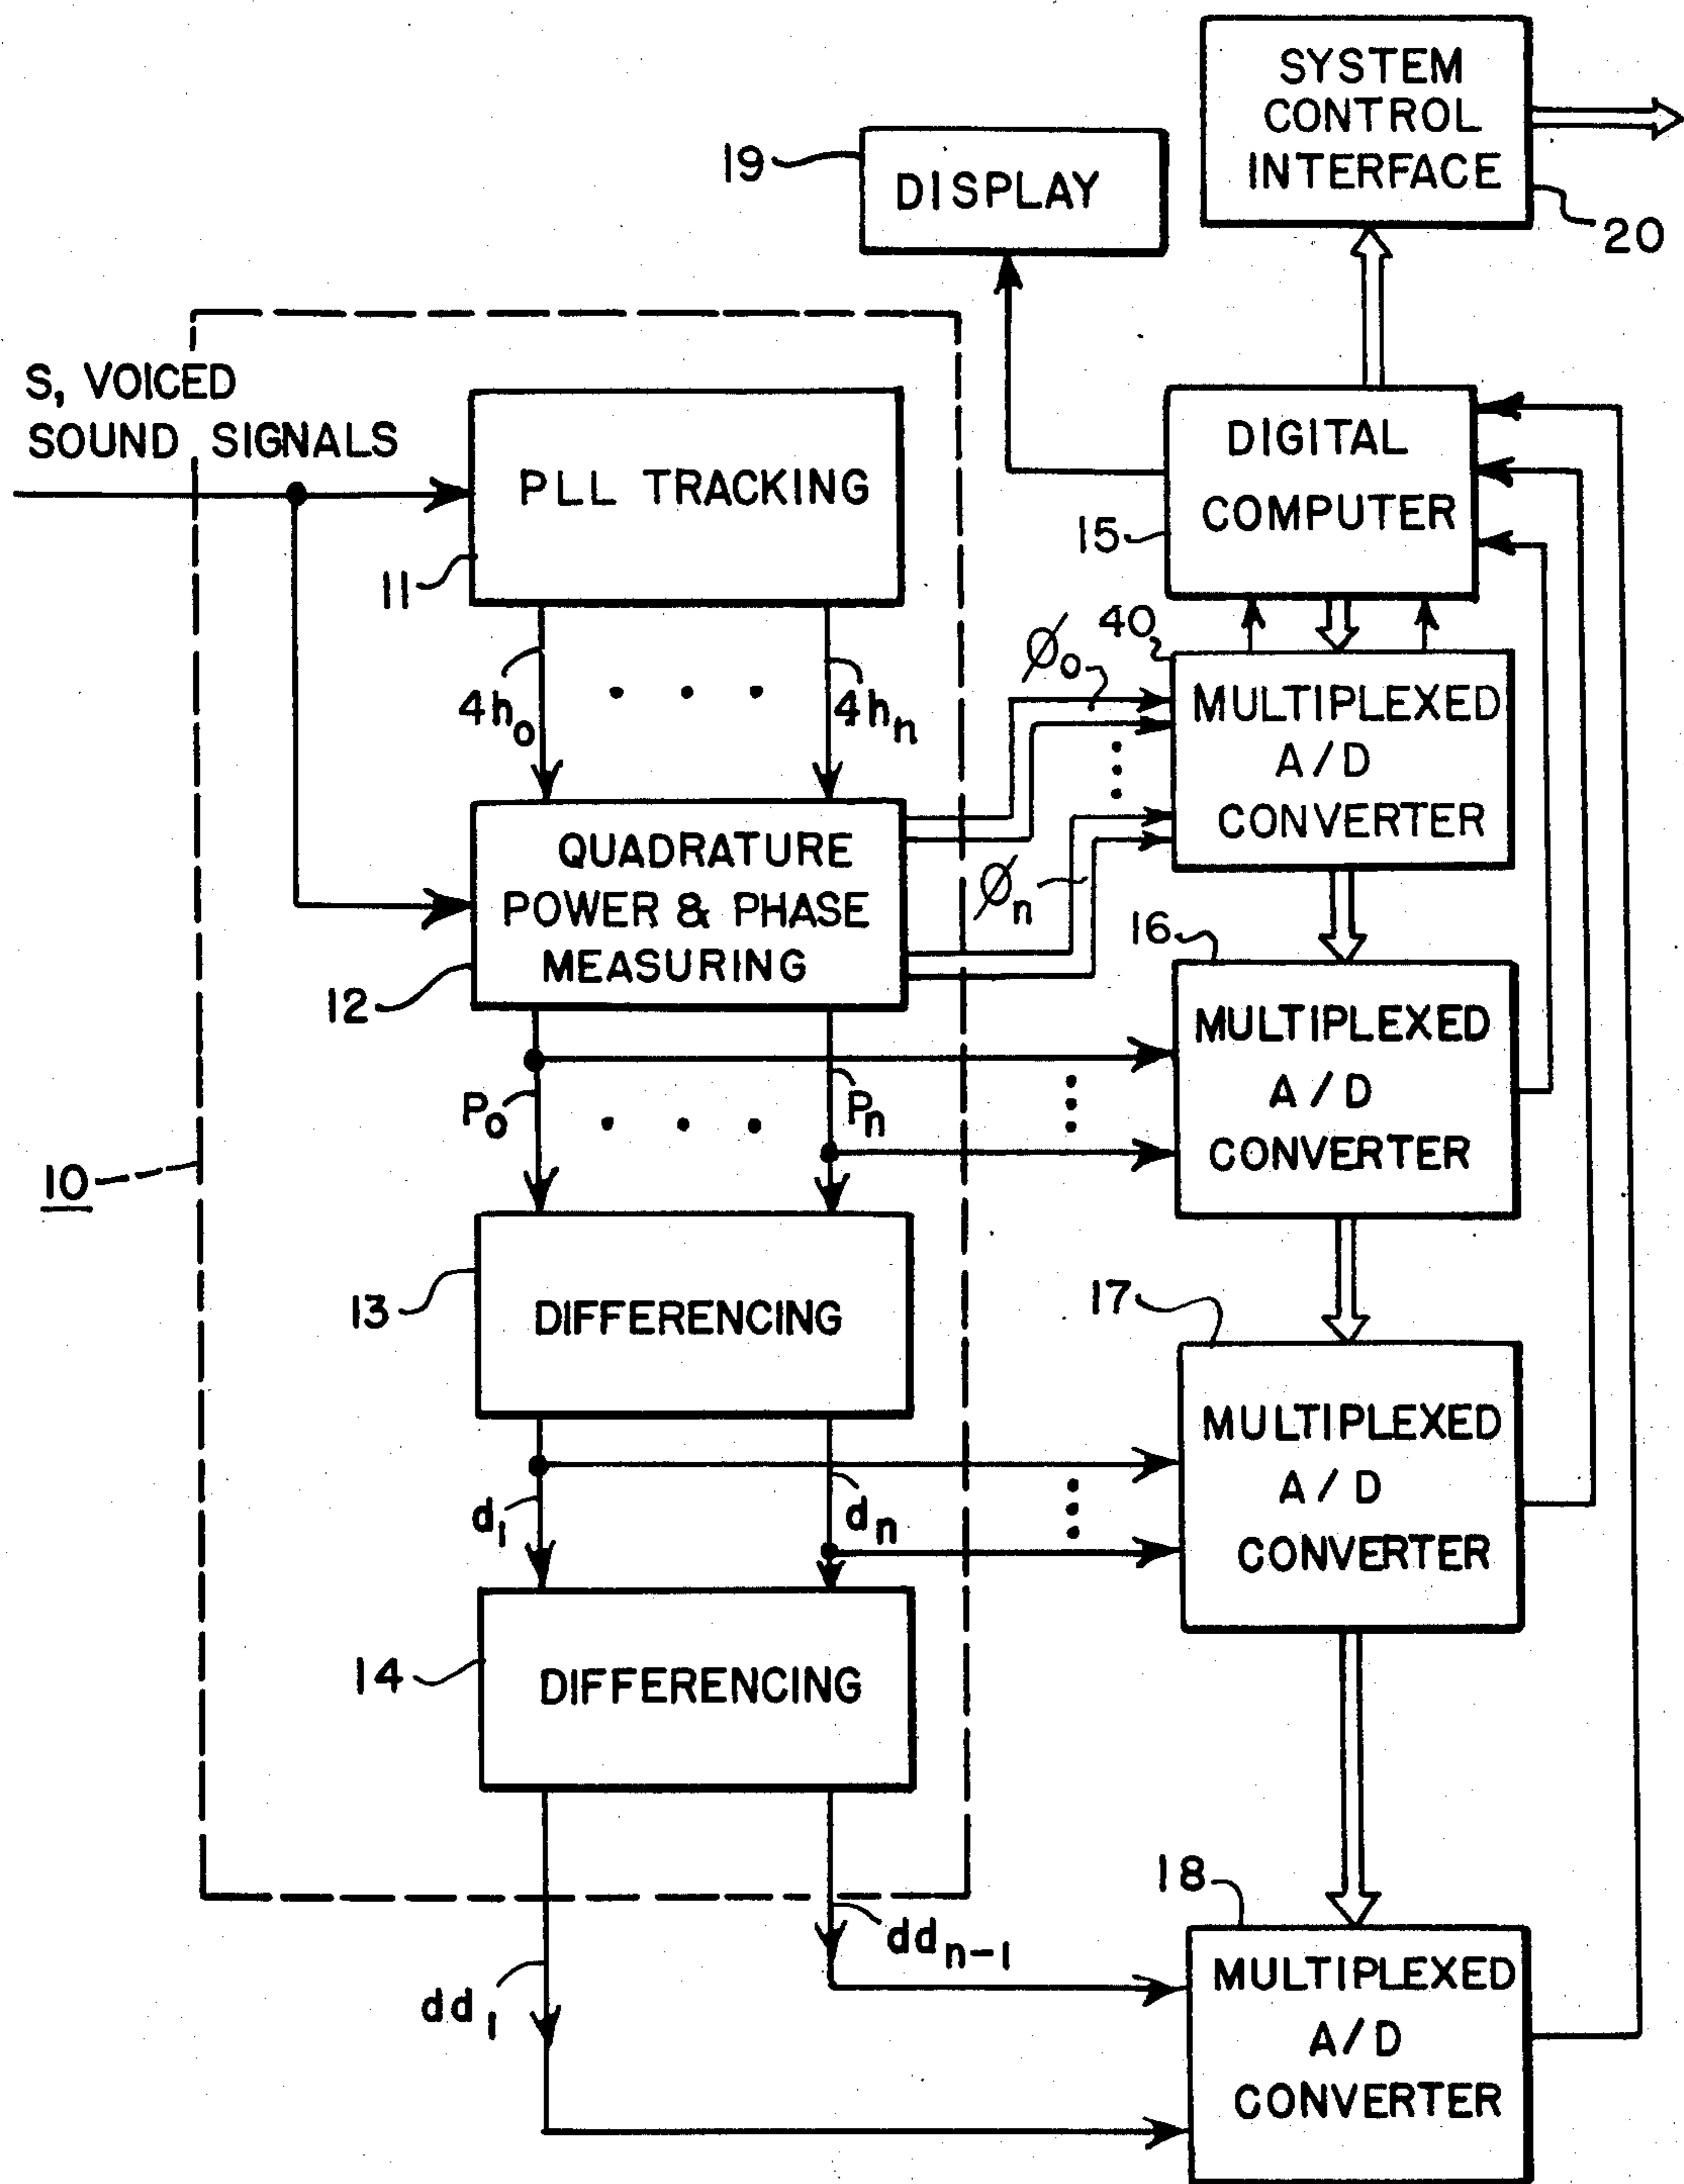 SYSTEM
CONTROL
INTERFACE
20
19
DISPLAY
S, VOICED
SOUND SIGNALS
PLL TRACKING
11
DIGITAL
COMPUTER
15
4h₀
. . .
4hₙ
Ø₀
40
MULTIPLEXED
A/D
CONVERTER
QUADRATURE
POWER & PHASE
MEASURING
12
Øₙ
16
MULTIPLEXED
A/D
CONVERTER
P₀
. . .
Pₙ
10
13
DIFFERENCING
17
MULTIPLEXED
A/D
CONVERTER
d₁
dₙ
14
DIFFERENCING
18
MULTIPLEXED
A/D
CONVERTER
dd₁
ddₙ₋₁